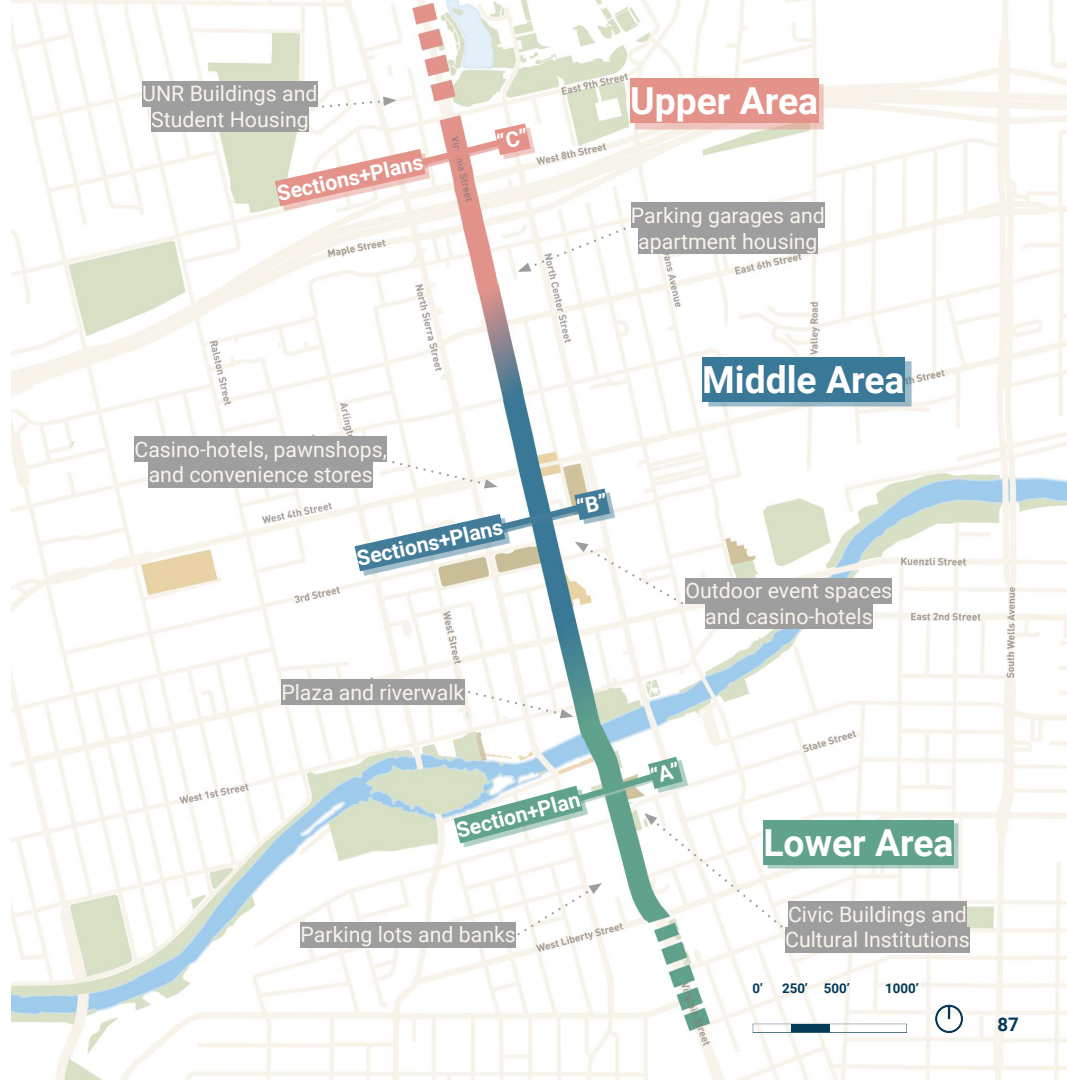 UNR Buildings and
Student Housing
East 9th Street
Upper Area
"C"
West 8th Street
Sections+Plans
Parking garages and
apartment housing
Maple Street
East 6th Street
North Center Street
North Sierra Street
Valley Road
Ralston Street
Middle Area
Casino-hotels, pawnshops,
and convenience stores
West 4th Street
"B"
Sections+Plans
Kuenzli Street
3rd Street
Outdoor event spaces
and casino-hotels
East 2nd Street
South Wells Avenue
West Street
Plaza and riverwalk
State Street
West 1st Street
"A"
Section+Plan
Lower Area
Civic Buildings and
Cultural Institutions
Parking lots and banks
West Liberty Street
0' 250' 500' 1000'
87